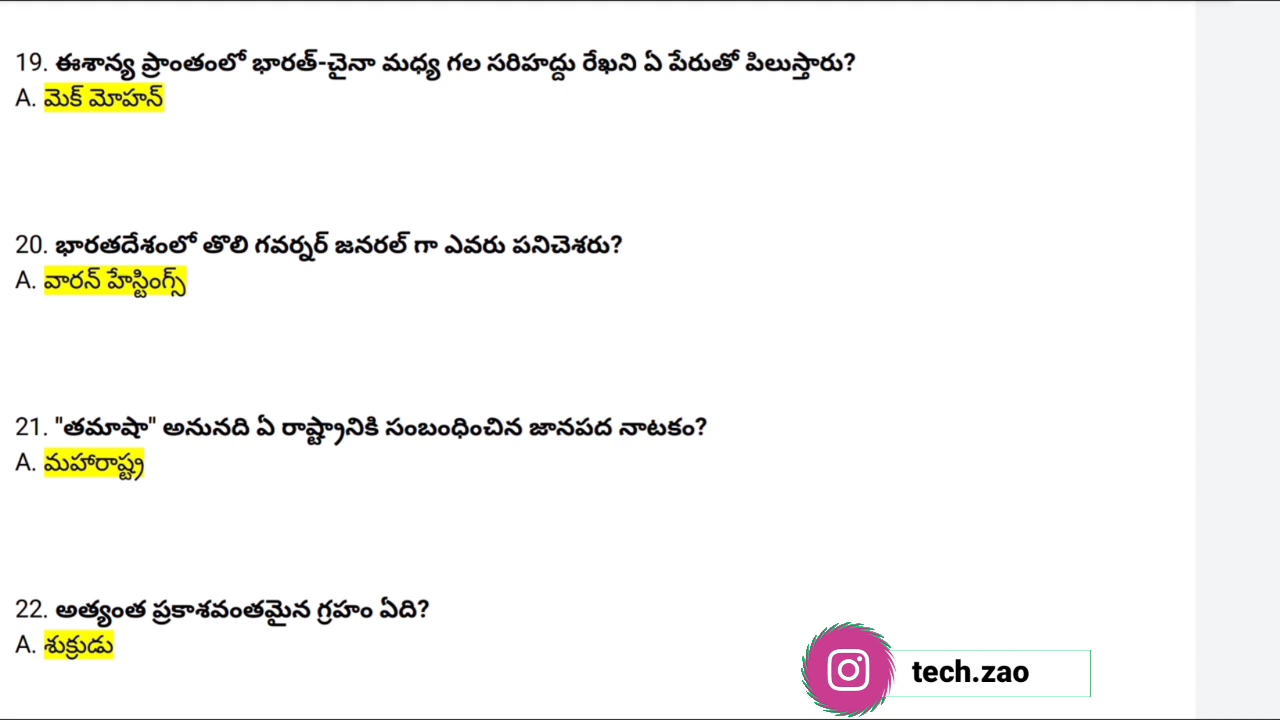 19. ఈశాన్య ప్రాంతంలో భారత్-చైనా మధ్య గల సరిహద్దు రేఖని ఏ పేరుతో పిలుస్తారు?
A. మెక్ మోహన్
20. భారతదేశంలో తొలి గవర్నర్ జనరల్ గా ఎవరు పనిచెశరు?
A. వారన్ హేస్టింగ్స్
21. "తమాషా" అనునది ఏ రాష్ట్రానికి సంబంధించిన జానపద నాటకం?
A. మహారాష్ట్ర
22. అత్యంత ప్రకాశవంతమైన గ్రహం ఏది?
A. శుక్రుడు
tech.zao